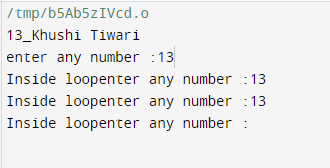 /tmp/b5Ab5zIVcd.o
13_Khushi Tiwari
enter any number :13
Inside loopenter any number :13
Inside loopenter any number :13
Inside loopenter any number :